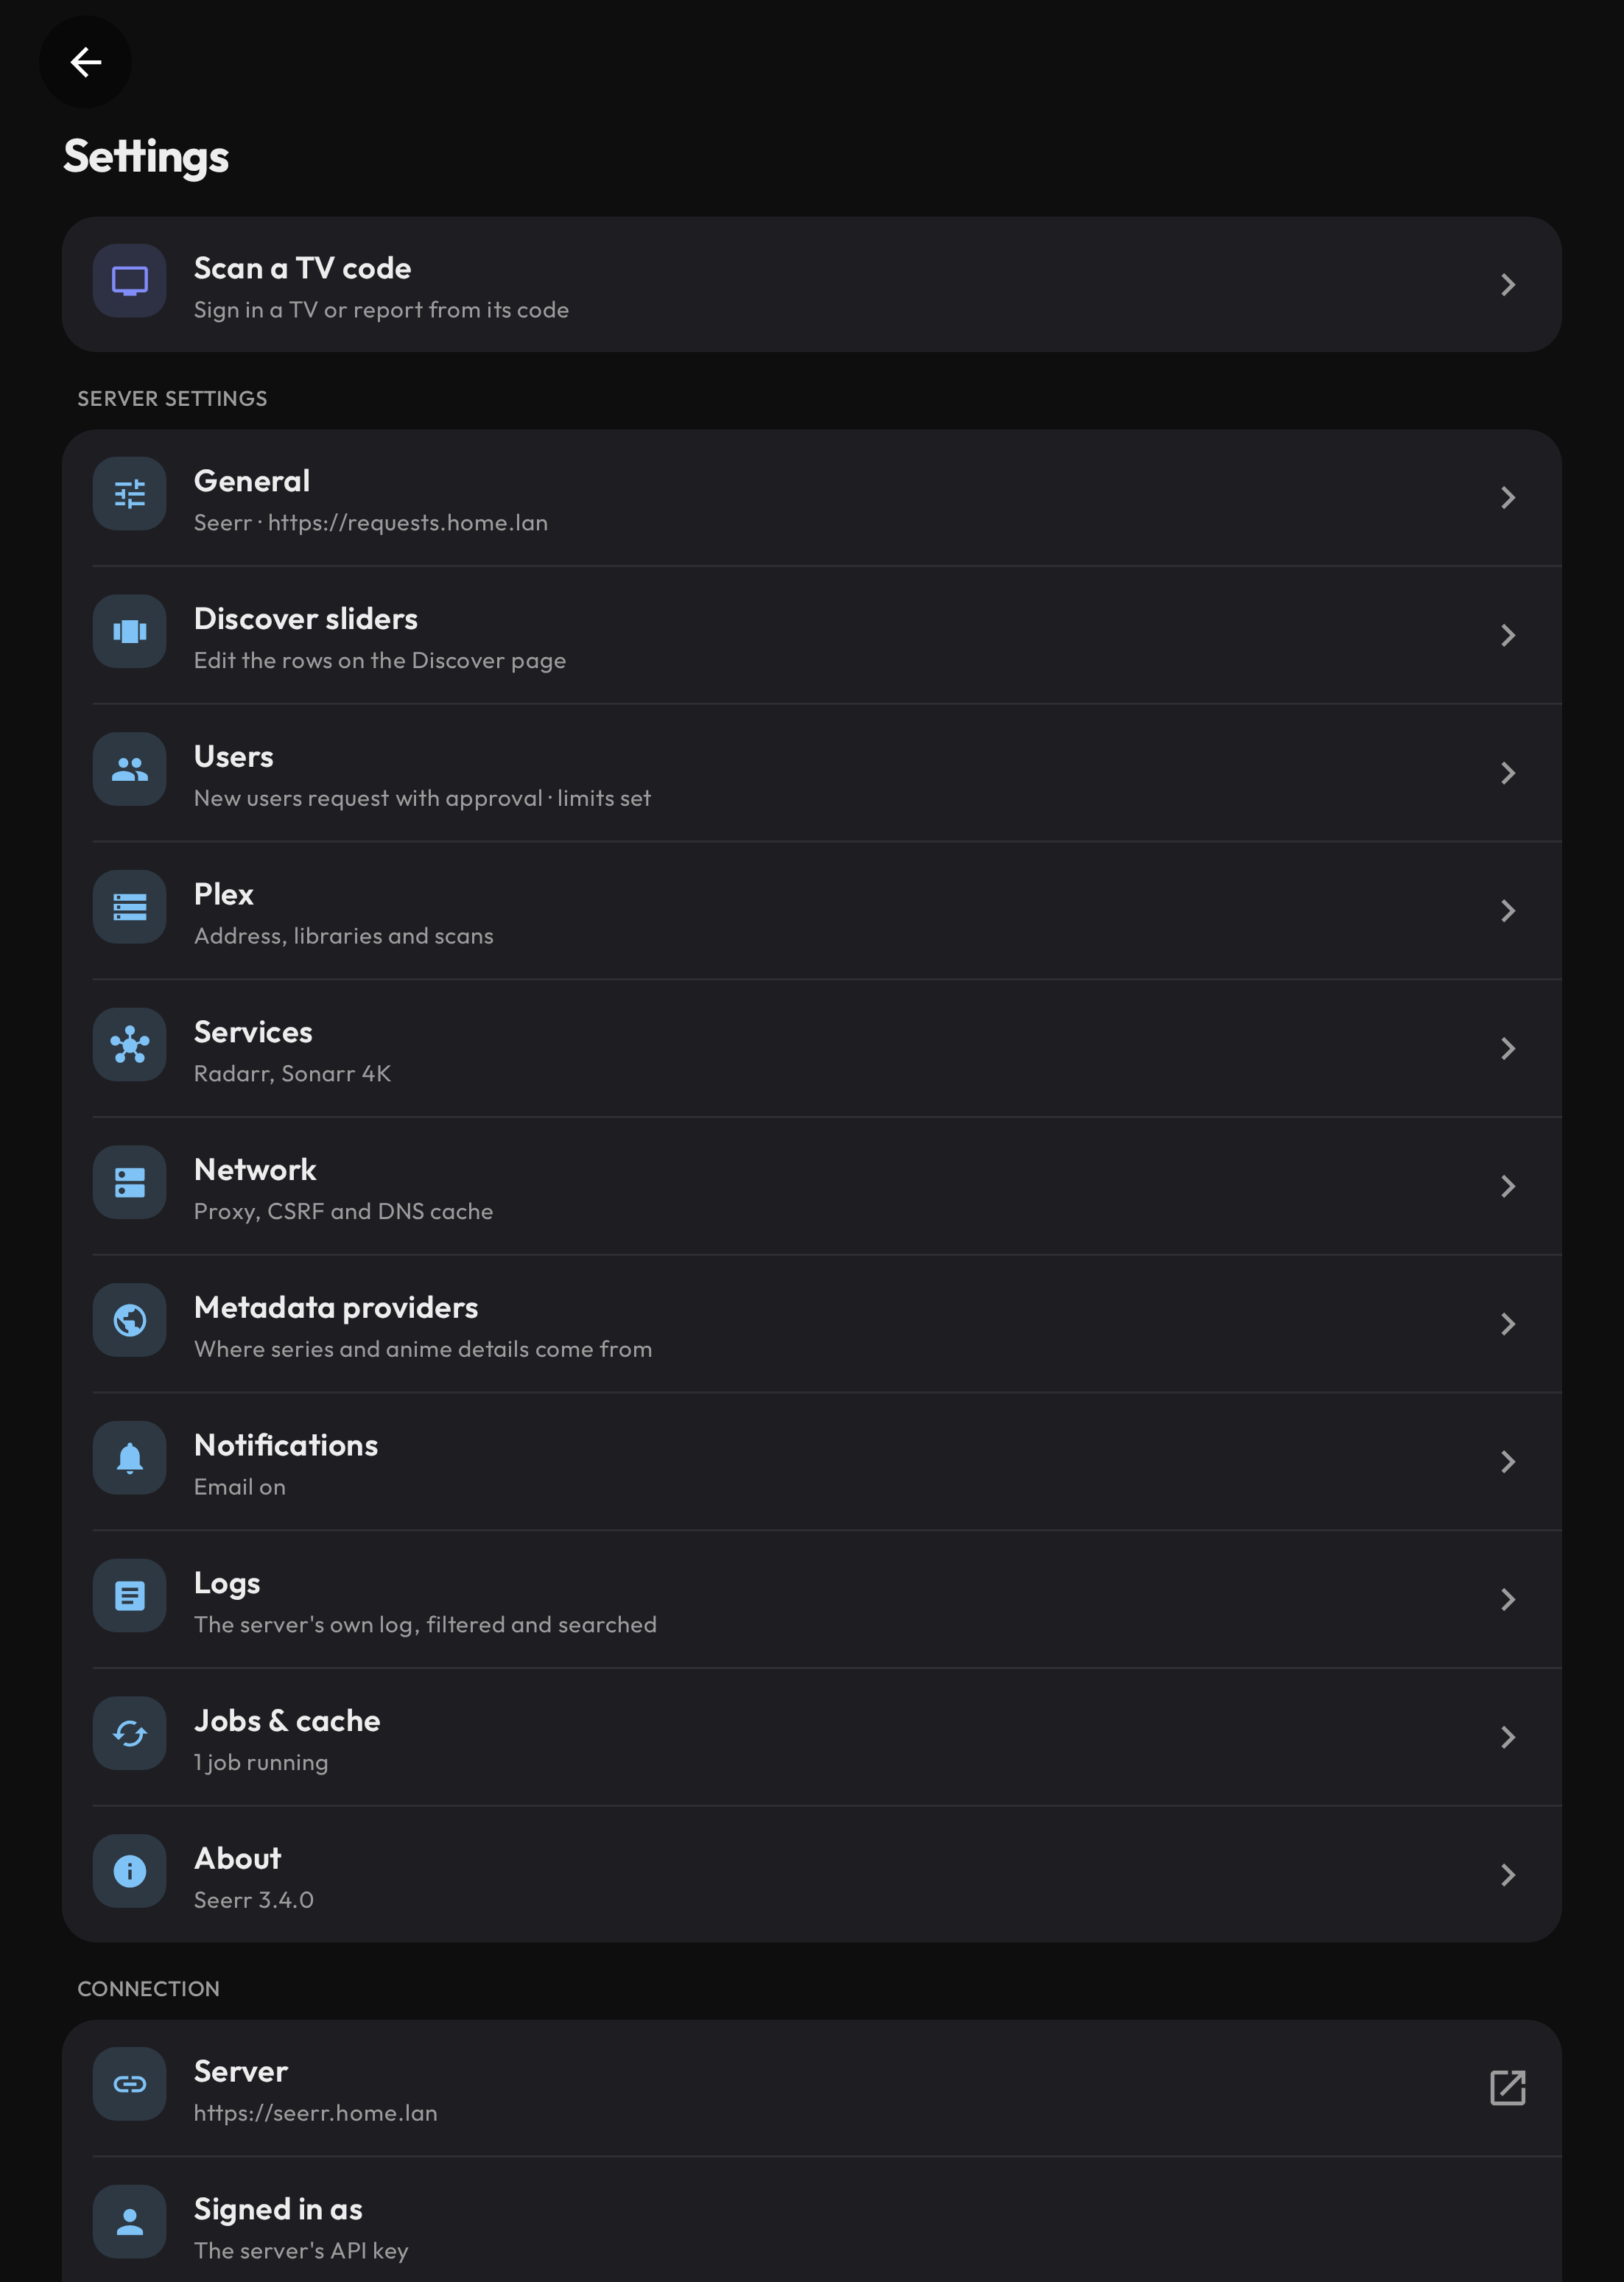 Settings
Scan a TV code
Sign in a TV or report from its code
SERVER SETTINGS
General
Seerr · https://requests.home.lan
Discover sliders
Edit the rows on the Discover page
Users
New users request with approval · limits set
Plex
Address, libraries and scans
Services
Radarr, Sonarr 4K
Network
Proxy, CSRF and DNS cache
Metadata providers
Where series and anime details come from
Notifications
Email on
Logs
The server's own log, filtered and searched
Jobs & cache
1 job running
About
Seerr 3.4.0
CONNECTION
Server
https://seerr.home.lan
Signed in as
The server's API key